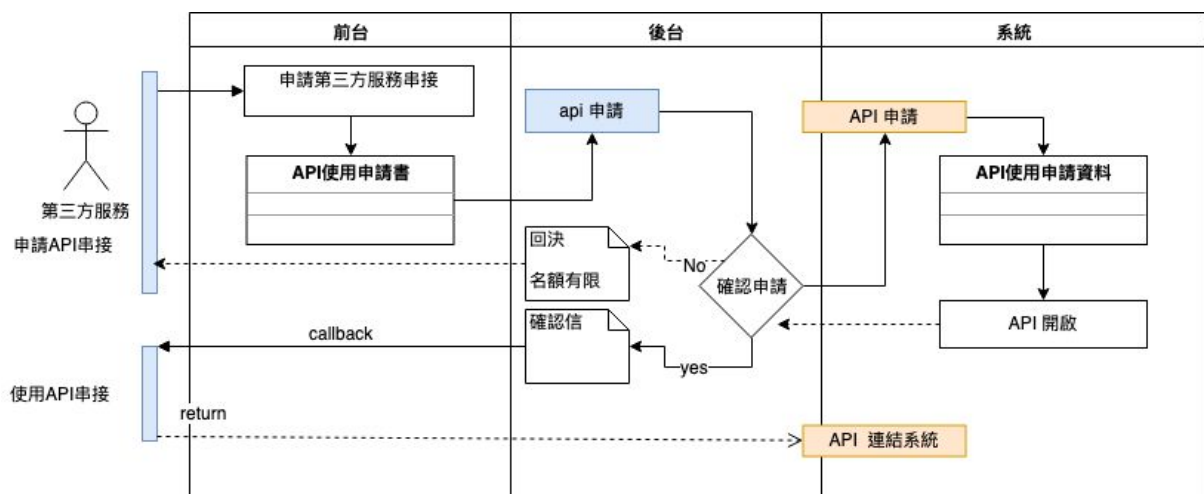 前台
後台
系統
申請第三方服務串接
api 申請
API 申請
API使用申請書
API使用申請資料
第三方服務
申請API串接
回決
名額有限
No
確認申請
API 開啟
確認信
callback
yes
使用API串接
return
API 連結系統